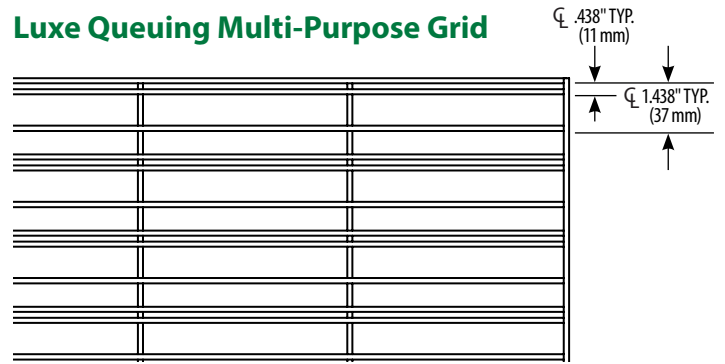 Luxe Queuing Multi-Purpose Grid
℄ .438" TYP.
(11 mm)
℄ 1.438" TYP.
(37 mm)